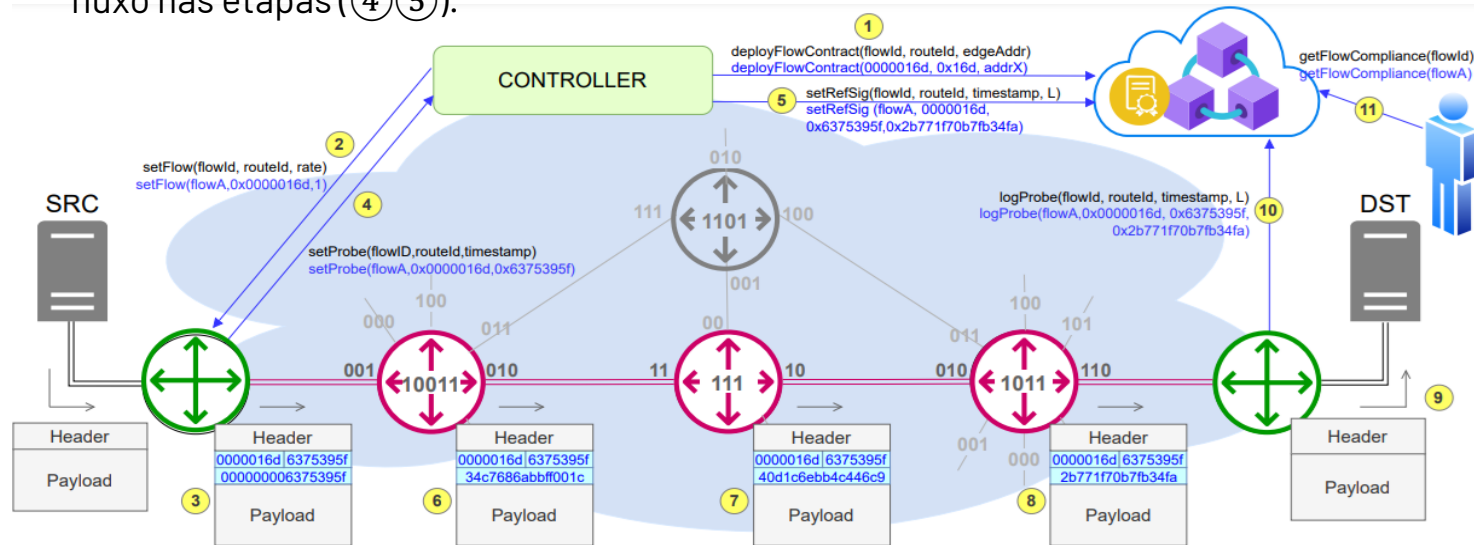 fluxo nas etapas (④⑤).
1
deployFlowContract(flowId, routeId, edgeAddr)
deployFlowContract(0000016d, 0x16d, addrX)
CONTROLLER
5
setRefSig(flowId, routeId, timestamp, L)
setRefSig (flowA, 0000016d,
0x6375395f,0x2b771f70b7fb34fa)
getFlowCompliance(flowId)
getFlowCompliance(flowA)
11
2
setFlow(flowId, routeId, rate)
setFlow(flowA,0x0000016d,1)
4
SRC
setProbe(flowID,routeId,timestamp)
setProbe(flowA,0x0000016d,0x6375395f)
010
111
1101
100
001
logProbe(flowId, routeId, timestamp, L)
logProbe(flowA,0x0000016d, 0x6375395f,
0x2b771f70b7fb34fa)
10
DST
000
100
011
001
10011
010
00
11
111
10
011
100
101
010
1011
110
001
000
Header
Payload
3
Header
0000016d 6375395f
000000006375395f
Payload
6
Header
0000016d 6375395f
34c7686abbff001c
Payload
7
Header
0000016d 6375395f
40d1c6ebb4c446c9
Payload
8
Header
0000016d 6375395f
2b771f70b7fb34fa
Payload
9
Header
Payload